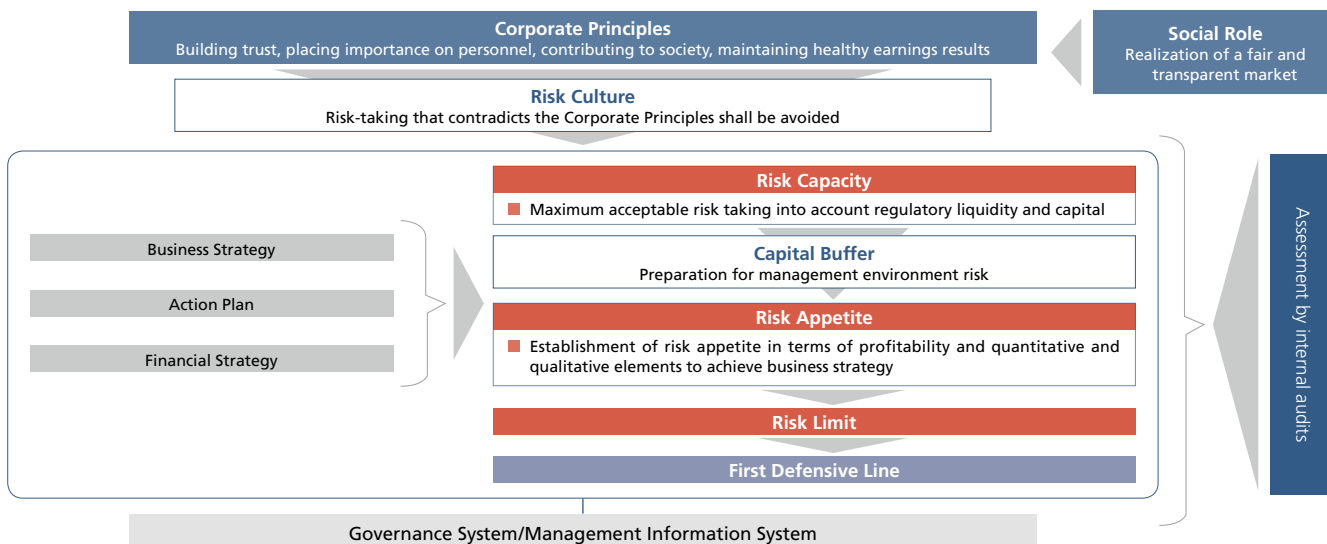 Corporate Principles
Building trust, placing importance on personnel, contributing to society, maintaining healthy earnings results
Social Role
Realization of a fair and
transparent market
Risk Culture
Risk-taking that contradicts the Corporate Principles shall be avoided
Business Strategy
Action Plan
Financial Strategy
Risk Capacity
Maximum acceptable risk taking into account regulatory liquidity and capital
Capital Buffer
Preparation for management environment risk
Risk Appetite
Establishment of risk appetite in terms of profitability and quantitative and
qualitative elements to achieve business strategy
Risk Limit
First Defensive Line
Assessment by internal audits
Governance System/Management Information System